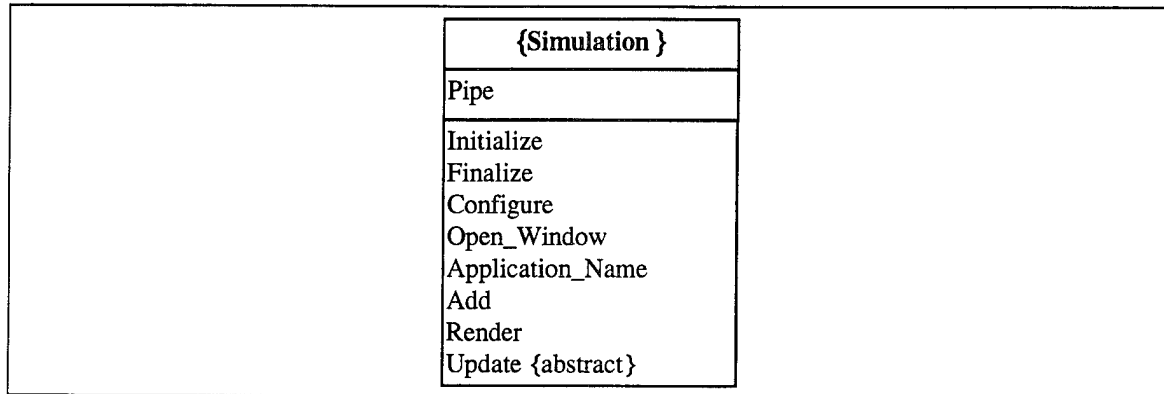 {Simulation }
Pipe
Initialize
Finalize
Configure
Open_Window
Application_Name
Add
Render
Update {abstract}